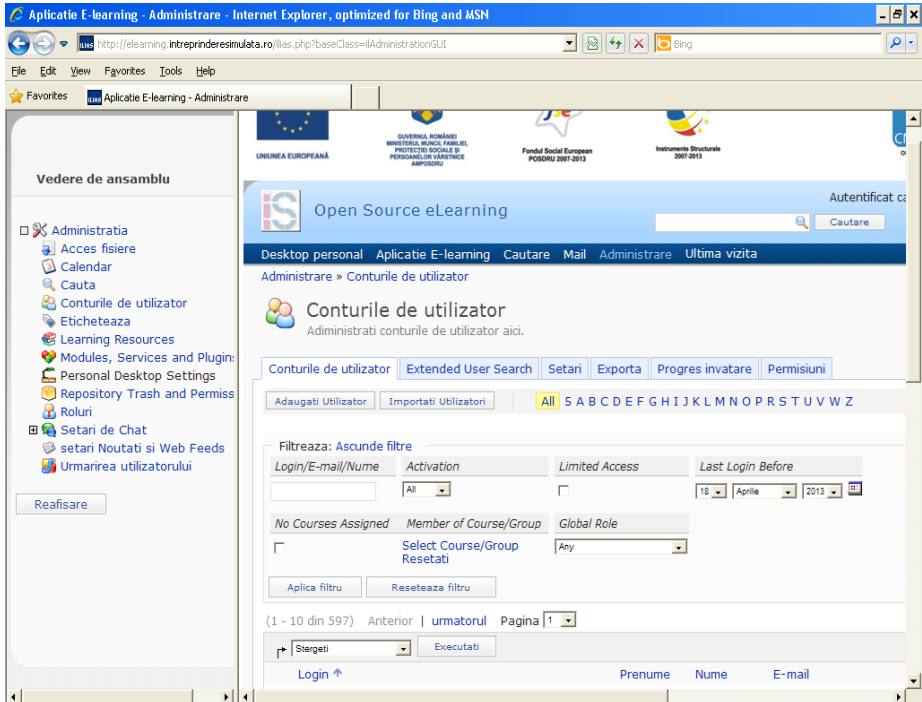 Aplicatie E-learning - Administrare - Internet Explorer, optimized for Bing and MSN
http://elearning.intreprinderesimulata.ro/ilias.php?baseClass=ilAdministrationGUI
Bing
File Edit View Favorites Tools Help
Favorites
Aplicatie E-learning - Administrare
Vedere de ansamblu
Administratia
Acces fisiere
Calendar
Cauta
Conturile de utilizator
Eticheteaza
Learning Resources
Modules, Services and Plugin
Personal Desktop Settings
Repository Trash and Permiss
Roluri
Setari de Chat
setari Noutati si Web Feeds
Urmarirea utilizatorului
Reafisare
UNIUNEA EUROPEANĂ
GUVERNUL ROMÂNIEI
MINISTERUL MUNCII, FAMILIEI,
PROTECŢIEI SOCIALE ŞI
PERSOANELOR VÂRSTNICE
AMPOSDRU
Fondul Social European
POSDRU 2007-2013
Instrumente Structurale
2007-2013
Open Source eLearning
Autentificat ca
Cautare
Desktop personal Aplicatie E-learning Cautare Mail Administrare Ultima vizita
Administrare » Conturile de utilizator
Conturile de utilizator
Adiministrati conturile de utilizator aici.
Conturile de utilizator Extended User Search Setari Exporta Progres invatare Permisiuni
Adaugati Utilizator Importati Utilizatori All 5 A B C D E F G H I J K L M N O P R S T U V W Z
Filtreaza: Ascunde filtre
Login/E-mail/Nume Activation Limited Access Last Login Before
All 18 Aprilie 2013
No Courses Assigned Member of Course/Group Global Role
Select Course/Group Any
Resetati
Aplica filtru Reseteaza filtru
(1 - 10 din 597) Anterior | urmatorul Pagina 1
Stergeti Executati
Login Prenume Nume E-mail